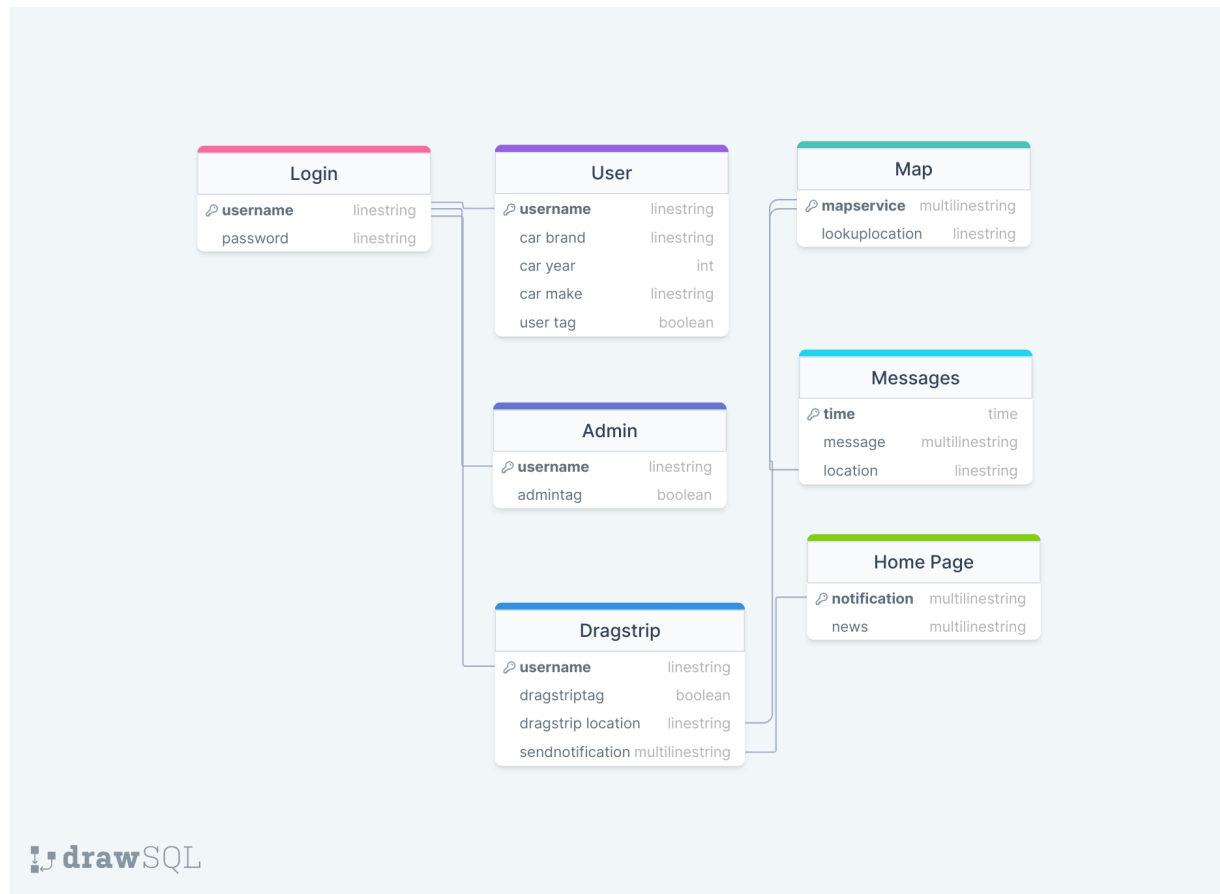 Login
username linestring
password linestring
User
username linestring
car brand linestring
car year int
car make linestring
user tag boolean
Map
mapservice multilinestring
lookuplocation linestring
Admin
username linestring
admintag boolean
Messages
time time
message multilinestring
location linestring
Dragstrip
username linestring
dragstriptag boolean
dragstrip location linestring
sendnotification multilinestring
Home Page
notification multilinestring
news multilinestring
drawSQL